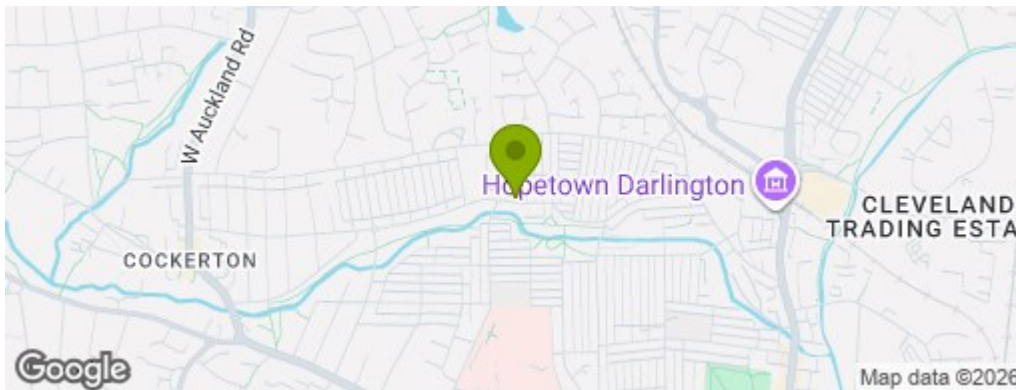 W Auckland Rd
Hopetown Darlington
CLEVELAND
TRADING ESTA
COCKERTON
Google
Map data ©2026